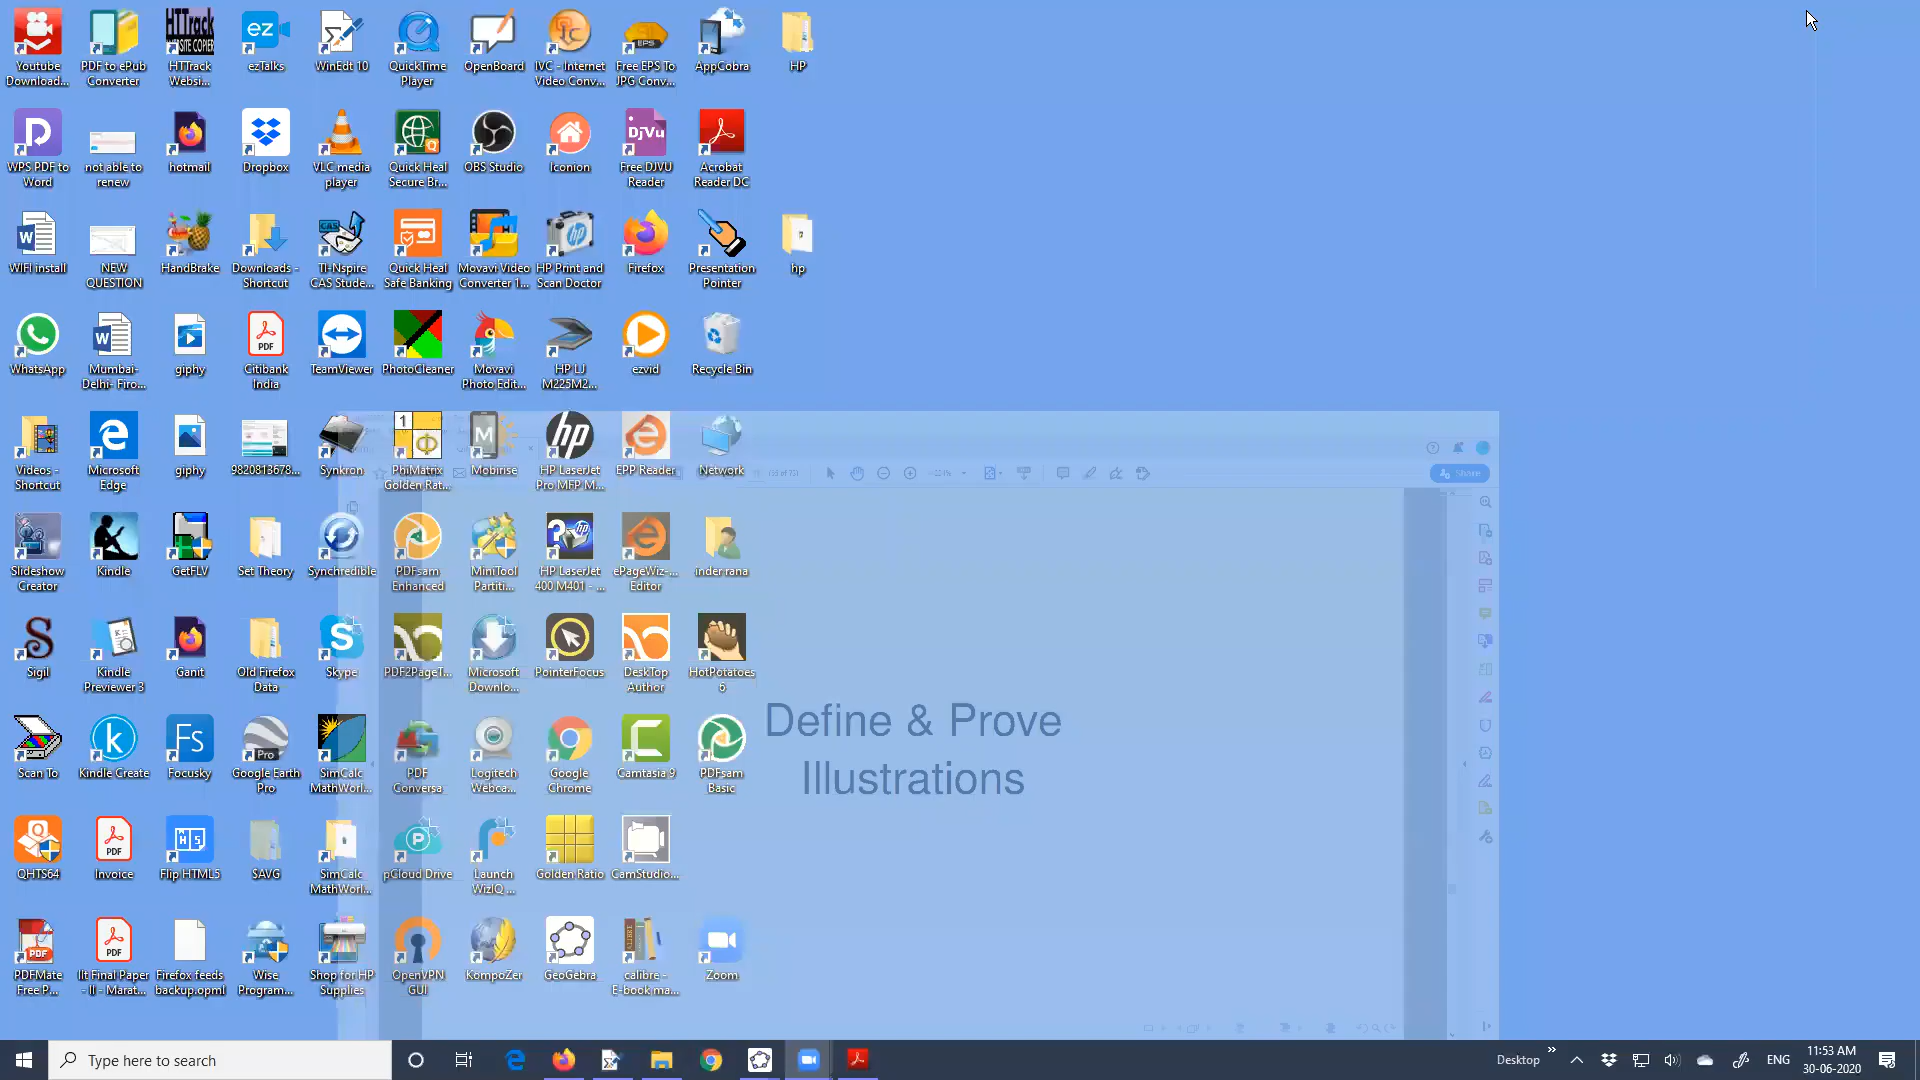 Youtube Download...
PDF to ePub Converter
HTTrack Websi...
ezTalks
WinEdt 10
QuickTime Player
OpenBoard
IVC - Internet Video Conv...
Free EPS To JPG Conv...
AppCobra
HP
WPS PDF to Word
not able to renew
hotmail
Dropbox
VLC media player
Quick Heal Secure Br...
OBS Studio
Iconion
Free DJVU Reader
Acrobat Reader DC
WIFI install
NEW QUESTION
HandBrake
Downloads - Shortcut
TI-Nspire CAS Stude...
Quick Heal Safe Banking
Movavi Video Converter 1...
HP Print and Scan Doctor
Firefox
Presentation Pointer
hp
WhatsApp
Mumbai- Delhi- Firo...
giphy
Citibank India
TeamViewer
PhotoCleaner
Movavi Photo Edit...
HP LJ M225M2...
ezvid
Recycle Bin
Videos - Shortcut
Microsoft Edge
giphy
9820813678...
Synkron
PhiMatrix Golden Rat...
Mobirise
HP LaserJet Pro MFP M...
EPP Reader
Network
Share
Slideshow Creator
Kindle
GetFLV
Set Theory
Synchredible
PDFsam Enhanced
MiniTool Partiti...
HP LaserJet 400 M401 - ...
ePageWiz-... Editor
inder.rana
Sigil
Kindle Previewer 3
Ganit
Old Firefox Data
Skype
PDF2PageT...
Microsoft Downlo...
PointerFocus
DeskTop Author
HotPotatoes 6
Define & Prove
Illustrations
Scan To
Kindle Create
Focusky
Google Earth Pro
SimCalc MathWorl...
PDF Conversa...
Logitech Webca...
Google Chrome
Camtasia 9
PDFsam Basic
QHTS64
Invoice
Flip HTML5
SAVG
SimCalc MathWorl...
pCloud Drive
Launch WizIQ ...
Golden Ratio
CamStudio...
PDFMate Free P...
IIt Final Paper - II - Marat...
Firefox feeds backup.opml
Wise Program...
Shop for HP Supplies
OpenVPN GUI
KompoZer
GeoGebra
calibre - E-book ma...
Zoom
Type here to search
Desktop
ENG
11:53 AM
30-06-2020